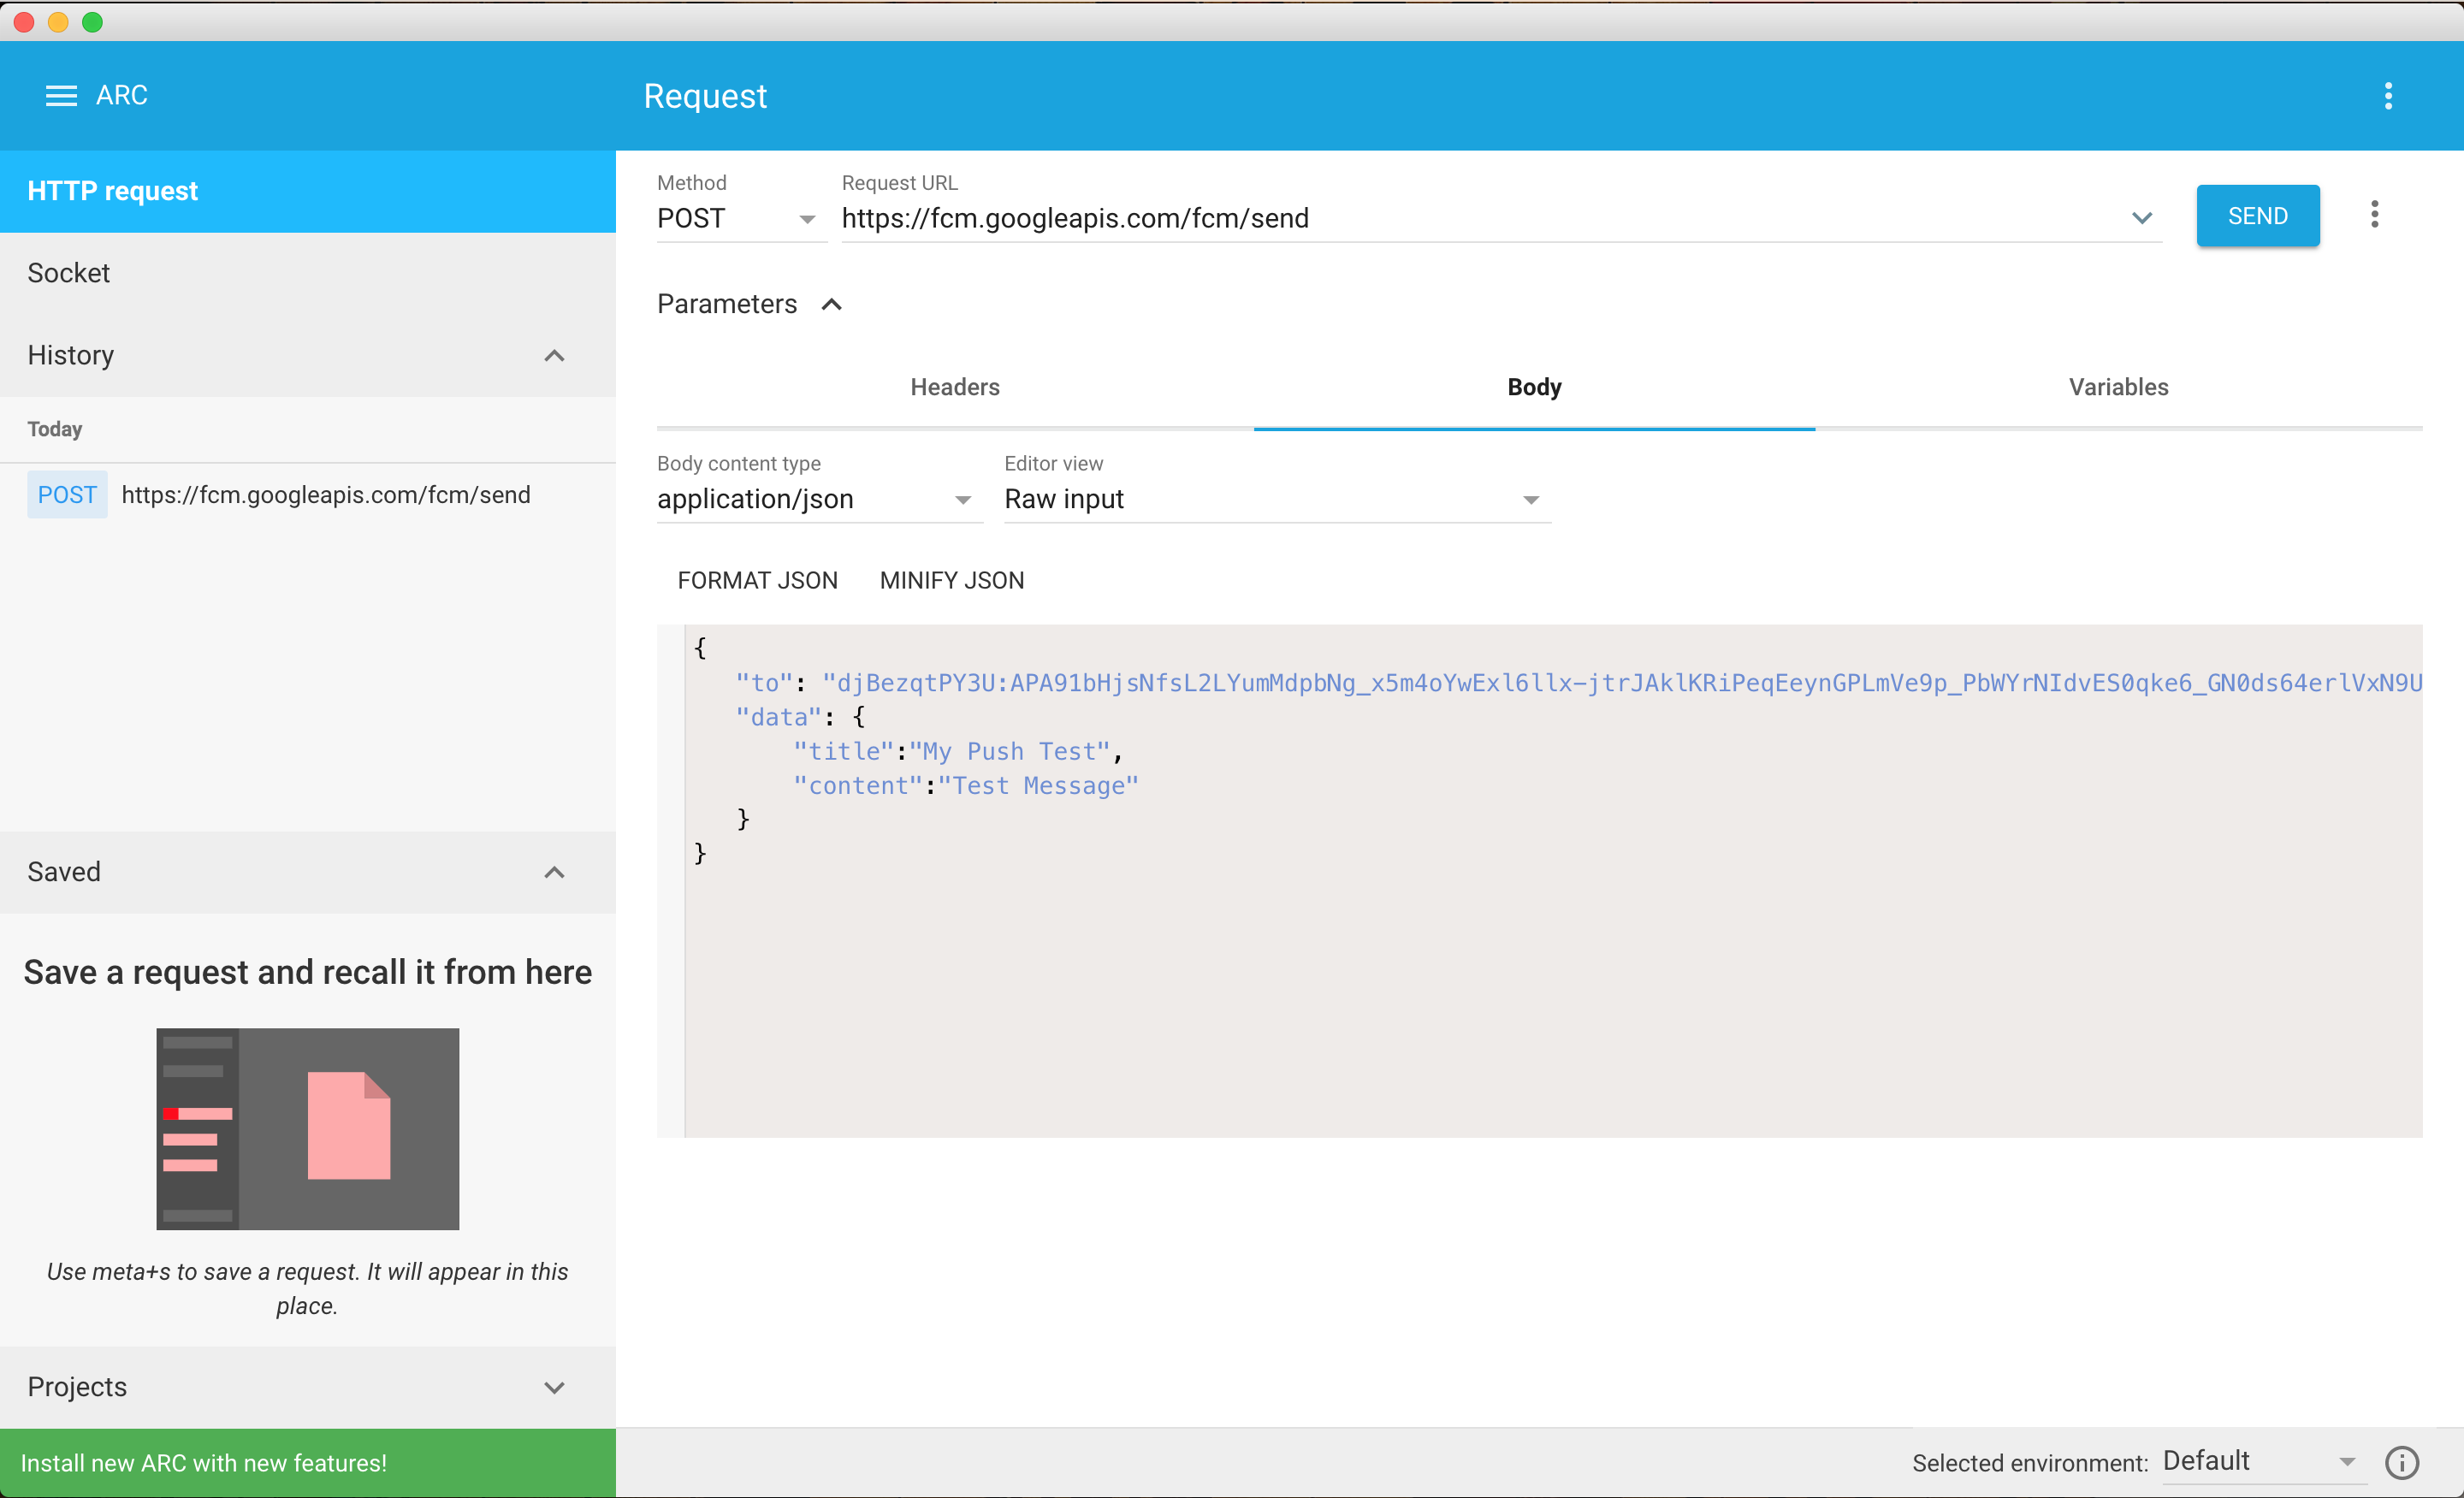 ARC
Request
HTTP request
Socket
History
Today
POST https://fcm.googleapis.com/fcm/send
Saved
Save a request and recall it from here
Use meta+s to save a request. It will appear in this
place.
Projects
Install new ARC with new features!
Method
POST
Request URL
https://fcm.googleapis.com/fcm/send
SEND
Parameters
Headers
Body
Variables
Body content type
application/json
Editor view
Raw input
FORMAT JSON
MINIFY JSON
{
"to": "djBezqtPY3U:APA91bHjsNfsL2LYumMdpbNg_x5m4oYwExl6llx-jtrJAklKRiPeqEeynGPLmVe9p_PbWYrNIdvES0qke6_GN0ds64erlVxN9U
"data": {
"title":"My Push Test",
"content":"Test Message"
}
}
Selected environment: Default